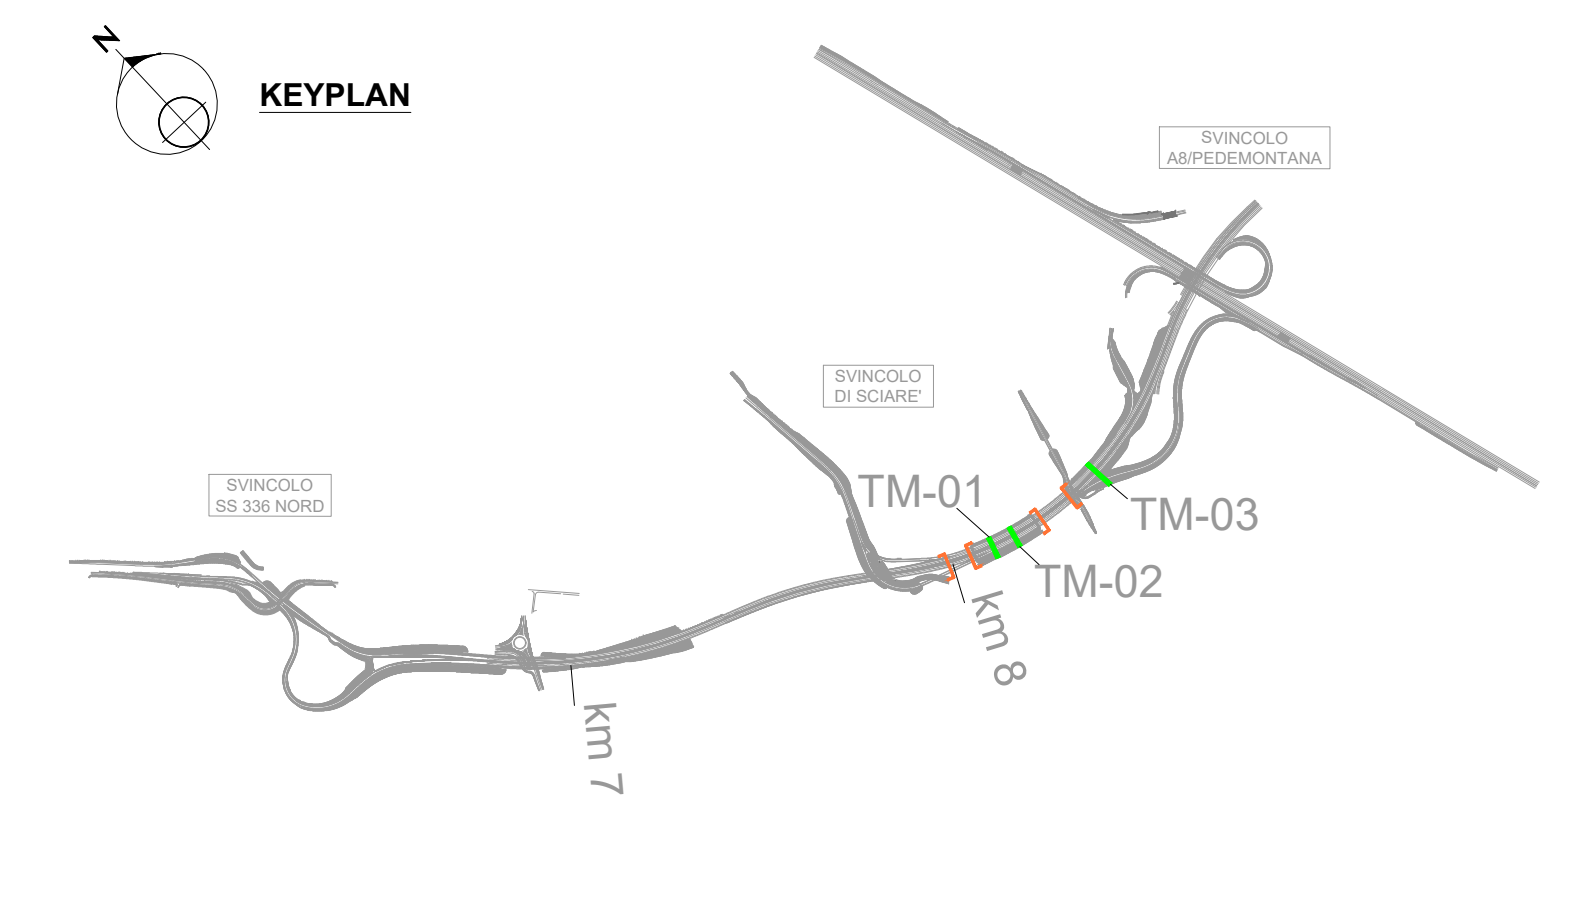 N
KEYPLAN
SVINCOLO
A8/PEDEMONTANA
SVINCOLO
DI SCIARE'
TM-01
SVINCOLO
SS 336 NORD
TM-03
TM-02
km 8
km 7